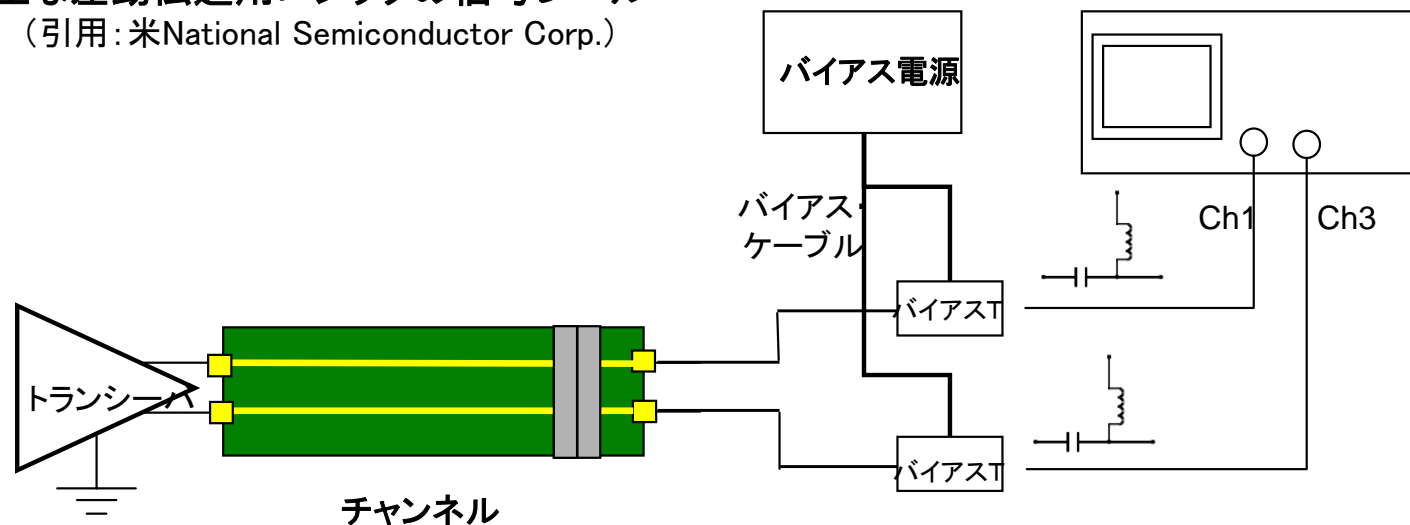 (引用：米National Semiconductor Corp.)
バイアス電源
バイアス
ケーブル
Ch1
Ch3
バイアスT
トランシーバ
バイアスT
チャンネル